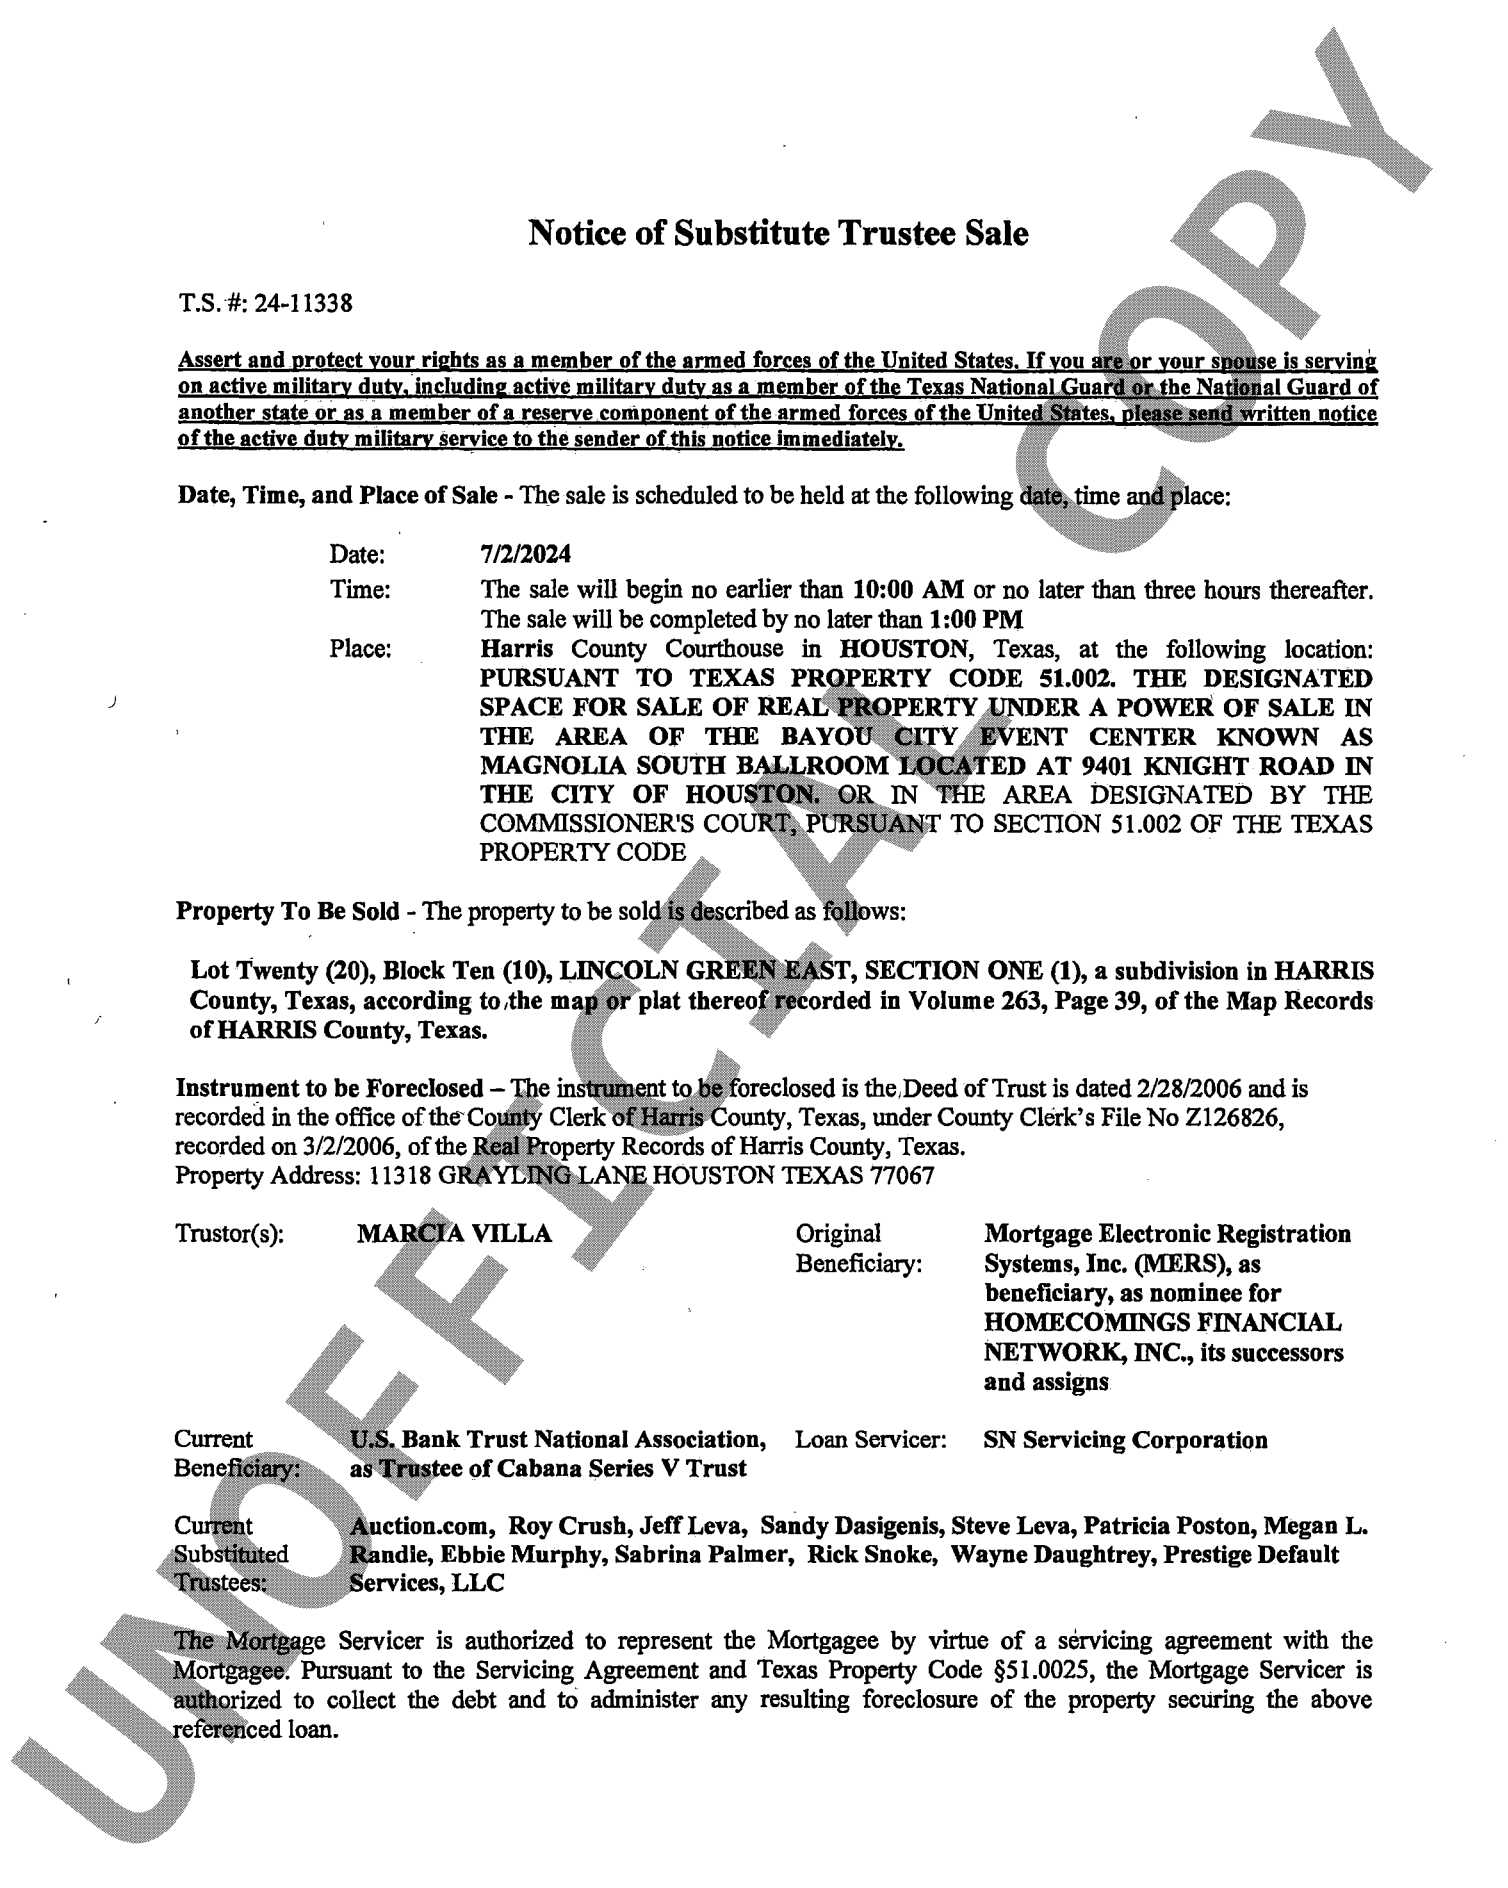 Notice of Substitute Trustee Sale
T.S. #: 24-11338
Assert and protect your rights as a member of the armed forces of the United States. If you are or your spouse is serving
on active military duty, including active military duty as a member of the Texas National Guard or the National Guard of
another state or as a member of a reserve component of the armed forces of the United States, please send written notice
of the active duty military service to the sender of this notice immediately.
Date, Time, and Place of Sale - The sale is scheduled to be held at the following date, time and place:
Date: 7/2/2024
Time: The sale will begin no earlier than 10:00 AM or no later than three hours thereafter.
The sale will be completed by no later than 1:00 PM
Place: Harris County Courthouse in HOUSTON, Texas, at the following location:
PURSUANT TO TEXAS PROPERTY CODE 51.002. THE DESIGNATED
SPACE FOR SALE OF REAL PROPERTY UNDER A POWER OF SALE IN
THE AREA OF THE BAYOU CITY EVENT CENTER KNOWN AS
MAGNOLIA SOUTH BALLROOM LOCATED AT 9401 KNIGHT ROAD IN
THE CITY OF HOUSTON. OR IN THE AREA DESIGNATED BY THE
COMMISSIONER'S COURT, PURSUANT TO SECTION 51.002 OF THE TEXAS
PROPERTY CODE
Property To Be Sold - The property to be sold is described as follows:
Lot Twenty (20), Block Ten (10), LINCOLN GREEN EAST, SECTION ONE (1), a subdivision in HARRIS
County, Texas, according to the map or plat thereof recorded in Volume 263, Page 39, of the Map Records
of HARRIS County, Texas.
Instrument to be Foreclosed – The instrument to be foreclosed is the Deed of Trust is dated 2/28/2006 and is
recorded in the office of the County Clerk of Harris County, Texas, under County Clerk's File No Z126826,
recorded on 3/2/2006, of the Real Property Records of Harris County, Texas.
Property Address: 11318 GRAYLING LANE HOUSTON TEXAS 77067
Trustor(s): MARCIA VILLA Original Mortgage Electronic Registration
Beneficiary: Systems, Inc. (MERS), as
beneficiary, as nominee for
HOMECOMINGS FINANCIAL
NETWORK, INC., its successors
and assigns
Current U.S. Bank Trust National Association, Loan Servicer: SN Servicing Corporation
Beneficiary: as Trustee of Cabana Series V Trust
Current Auction.com, Roy Crush, Jeff Leva, Sandy Dasigenis, Steve Leva, Patricia Poston, Megan L.
Substituted Randle, Ebbie Murphy, Sabrina Palmer, Rick Snoke, Wayne Daughtrey, Prestige Default
Trustees: Services, LLC
The Mortgage Servicer is authorized to represent the Mortgagee by virtue of a servicing agreement with the
Mortgagee. Pursuant to the Servicing Agreement and Texas Property Code §51.0025, the Mortgage Servicer is
authorized to collect the debt and to administer any resulting foreclosure of the property securing the above
referenced loan.
UNOFFICIAL COPY